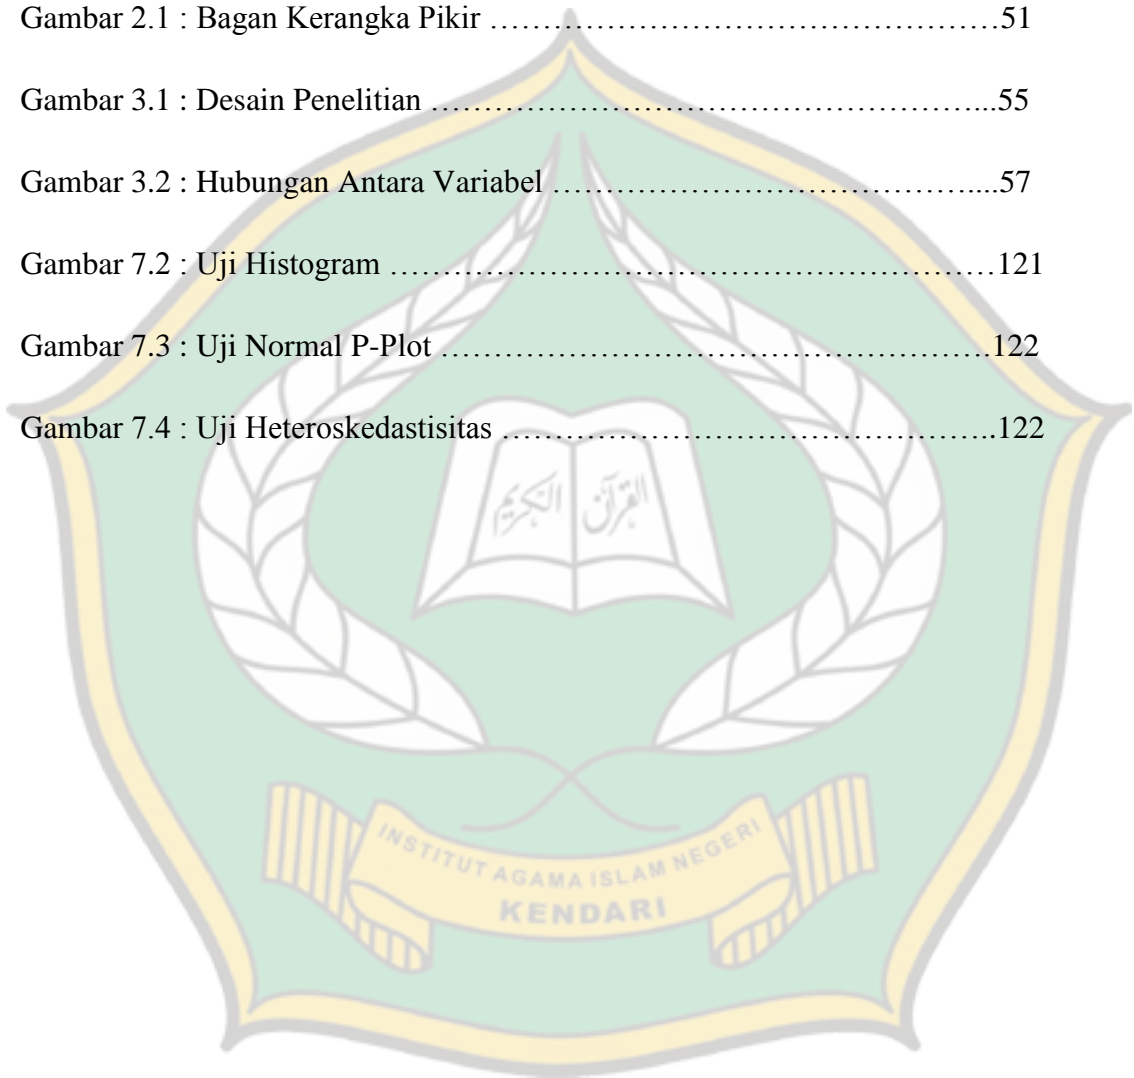 Gambar 2.1 : Bagan Kerangka Pikir ……………………………………………………51
Gambar 3.1 : Desain Penelitian ……………………………………………………...55
Gambar 3.2 : Hubungan Antara Variabel ………………………………………....57
Gambar 7.2 : Uji Histogram ……………………………………………………………121
Gambar 7.3 : Uji Normal P-Plot …………………………………………………….122
Gambar 7.4 : Uji Heteroskedastisitas ……………………………………………..122
القرآن الكريم
INSTITUT AGAMA ISLAM NEGERI
KENDARI